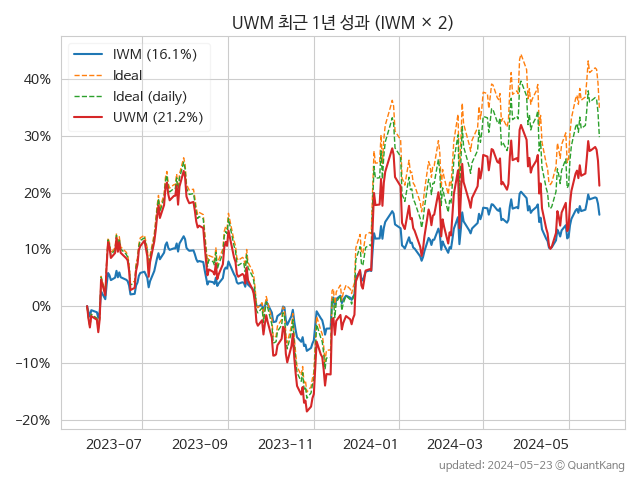 UWM 최근 1년 성과 (IWM × 2)
IWM (16.1%)
Ideal
Ideal (daily)
UWM (21.2%)
40%
30%
20%
10%
0%
−10%
−20%
2023-07 2023-09 2023-11 2024-01 2024-03 2024-05
updated: 2024-05-23 ⓒ QuantKang